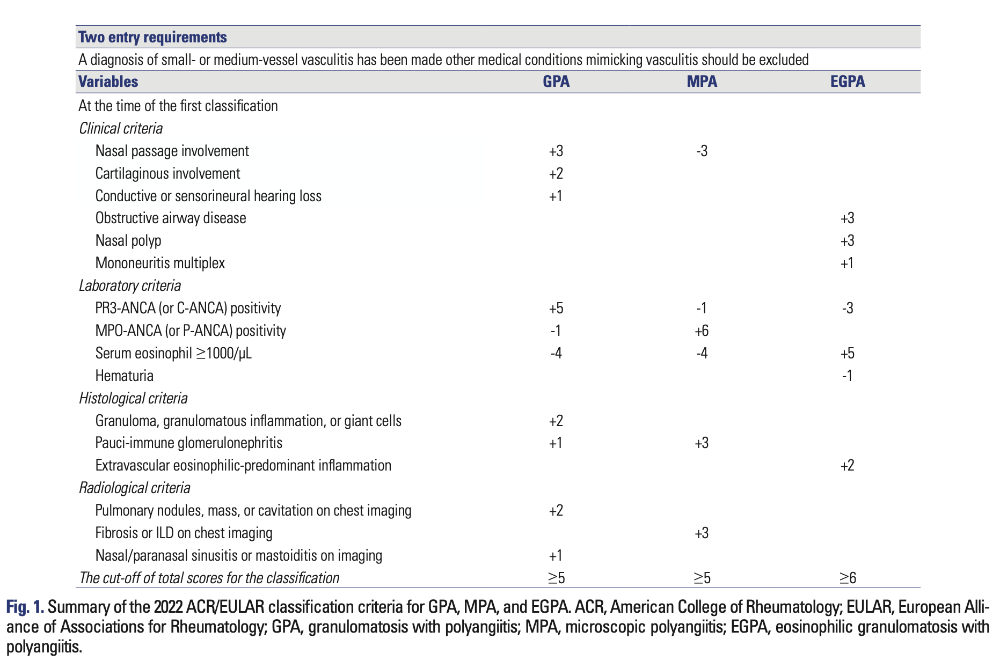 Two entry requirements
A diagnosis of small- or medium-vessel vasculitis has been made other medical conditions mimicking vasculitis should be excluded
Variables GPA MPA EGPA
At the time of the first classification
Clinical criteria
Nasal passage involvement +3 -3
Cartilaginous involvement +2
Conductive or sensorineural hearing loss +1
Obstructive airway disease +3
Nasal polyp +3
Mononeuritis multiplex +1
Laboratory criteria
PR3-ANCA (or C-ANCA) positivity +5 -1 -3
MPO-ANCA (or P-ANCA) positivity -1 +6
Serum eosinophil ≥1000/µL -4 -4 +5
Hematuria -1
Histological criteria
Granuloma, granulomatous inflammation, or giant cells +2
Pauci-immune glomerulonephritis +1 +3
Extravascular eosinophilic-predominant inflammation +2
Radiological criteria
Pulmonary nodules, mass, or cavitation on chest imaging +2
Fibrosis or ILD on chest imaging +3
Nasal/paranasal sinusitis or mastoiditis on imaging +1
The cut-off of total scores for the classification ≥5 ≥5 ≥6
Fig. 1. Summary of the 2022 ACR/EULAR classification criteria for GPA, MPA, and EGPA. ACR, American College of Rheumatology; EULAR, European Alli-
ance of Associations for Rheumatology; GPA, granulomatosis with polyangiitis; MPA, microscopic polyangiitis; EGPA, eosinophilic granulomatosis with
polyangiitis.